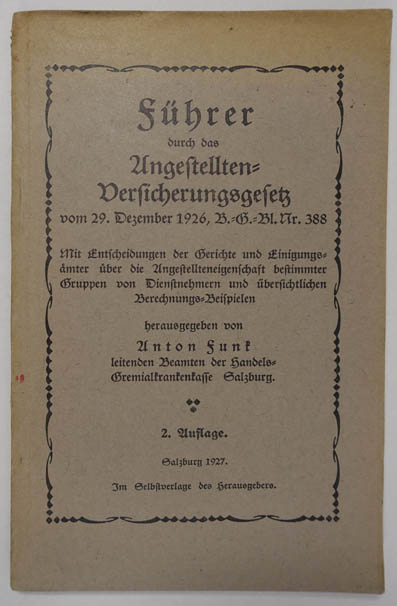 Führer
durch das
Angestellten-
Versicherungsgesetz
vom 29. Dezember 1926, B.-G.-Bl. Nr. 388
Mit Entscheidungen der Gerichte und Einigungs-
ämter über die Angestellteneigenschaft bestimmter
Gruppen von Dienstnehmern und übersichtlichen
Berechnungs-Beispielen
herausgegeben von
Anton Funk
leitenden Beamten der Handels-
Gremialkrankenkasse Salzburg.
2. Auflage.
Salzburg 1927.
Im Selbstverlage des Herausgebers.